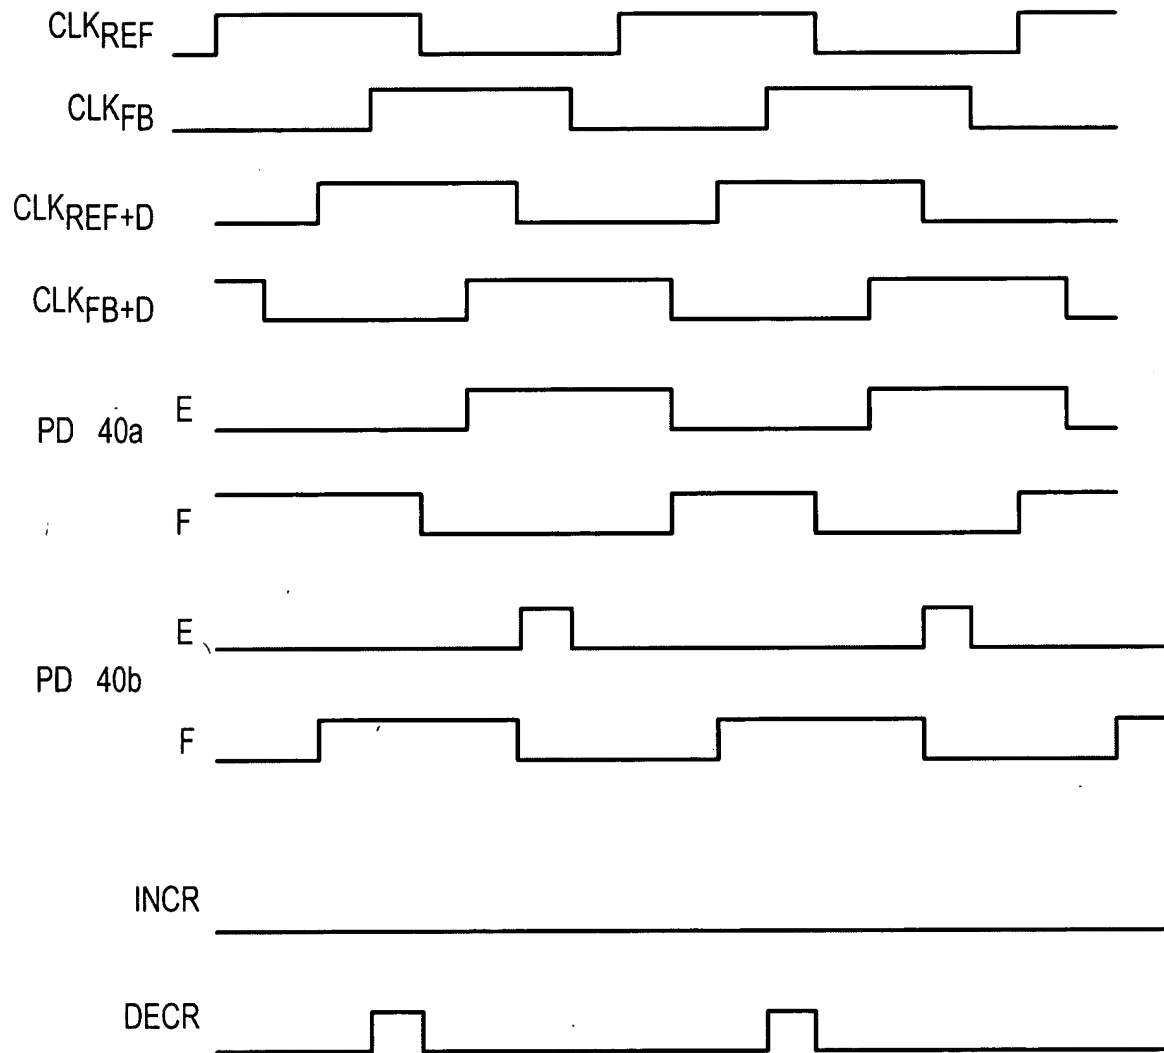 CLKREF
CLKFB
CLKREF+D
CLKFB+D
E
PD 40a
F
E
PD 40b
F
INCR
DECR